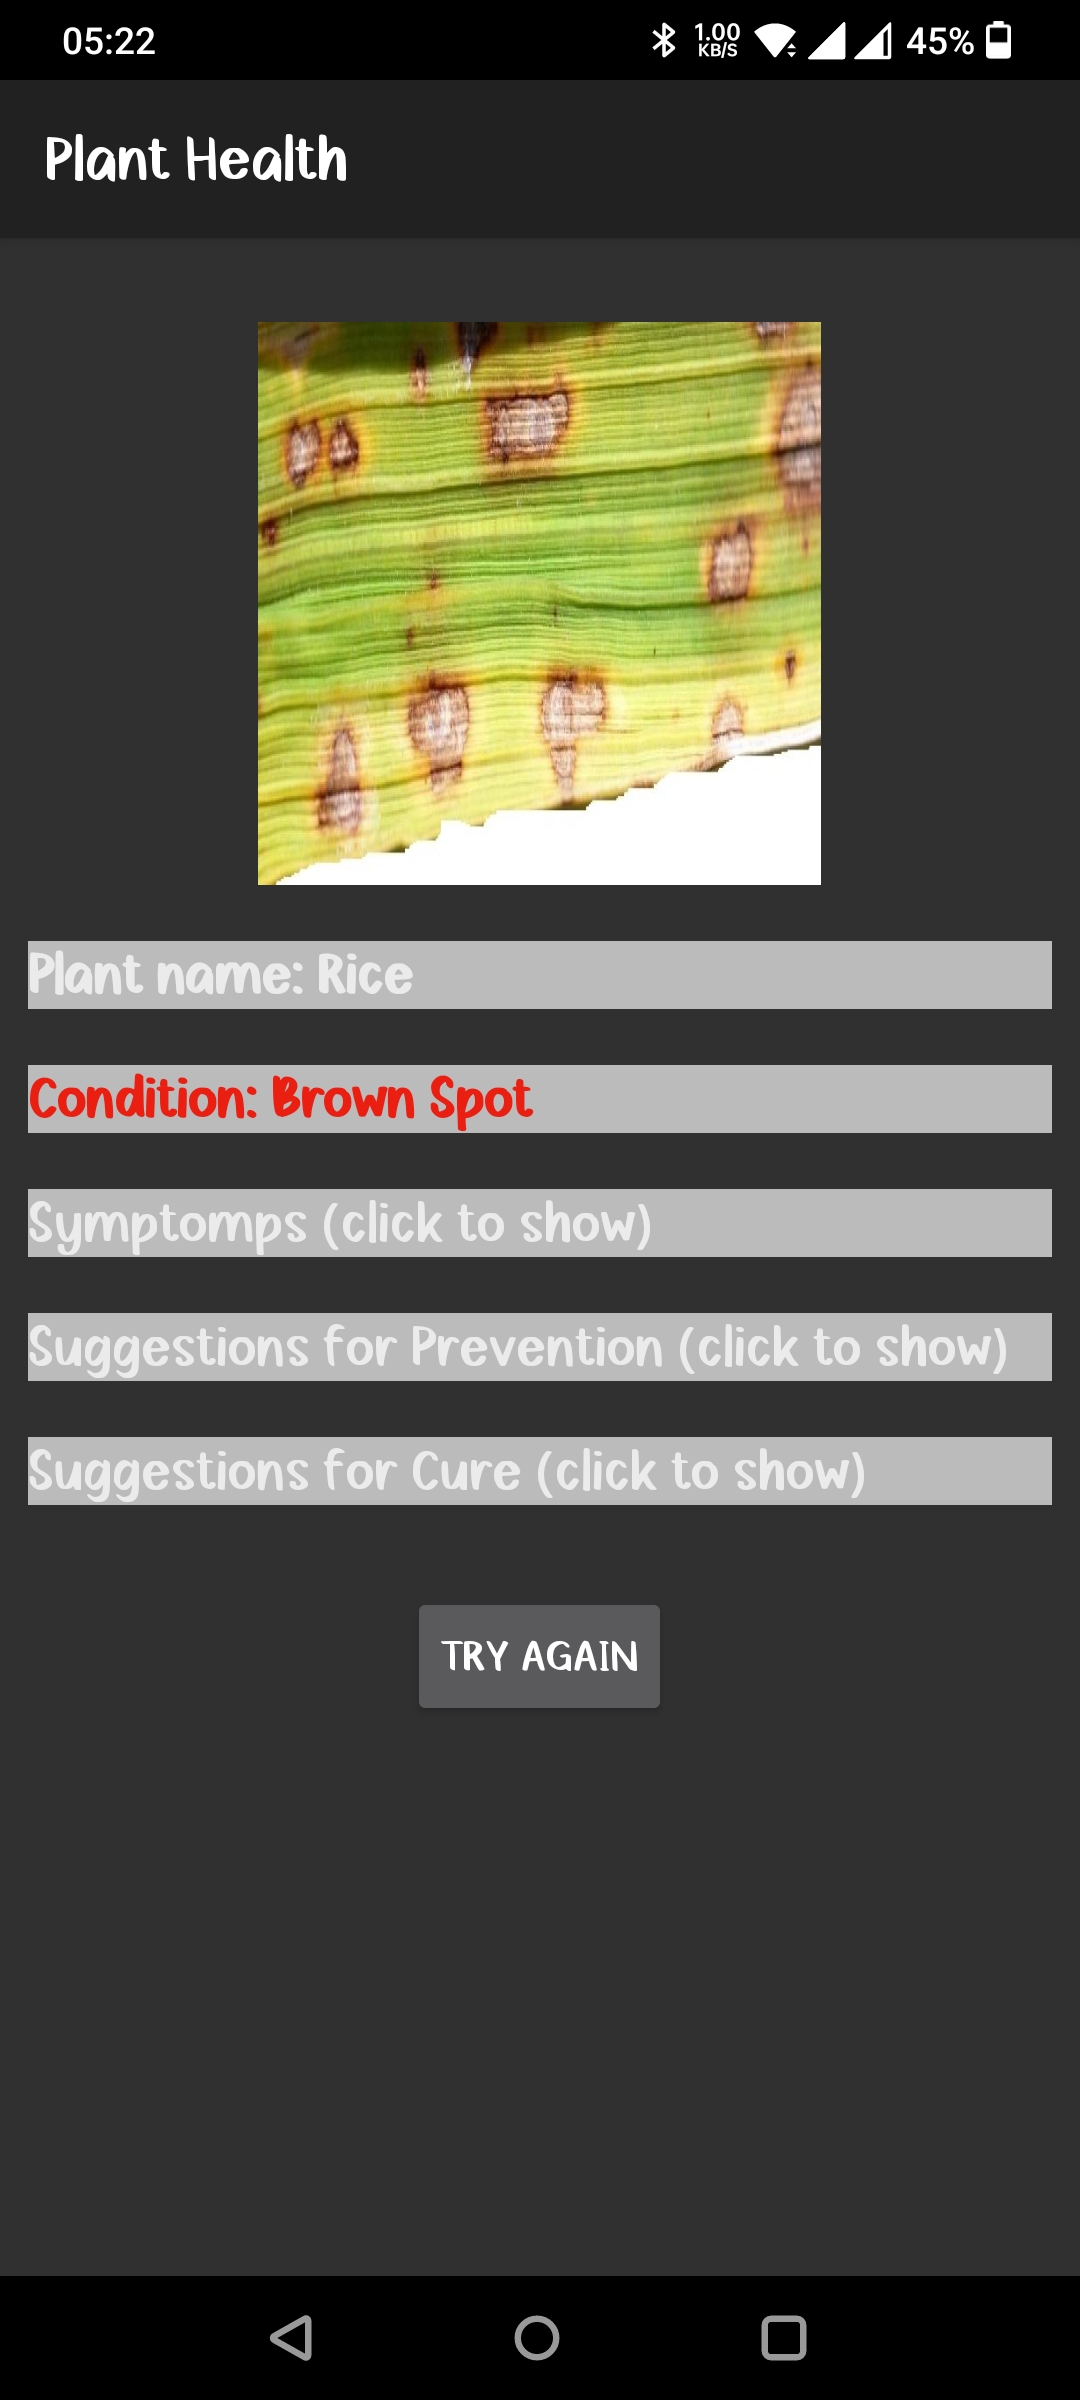 05:22
1.00
KB/S
45%
Plant Health
Plant name: Rice
Condition: Brown Spot
Symptomps (click to show)
Suggestions for Prevention (click to show)
Suggestions for Cure (click to show)
TRY AGAIN